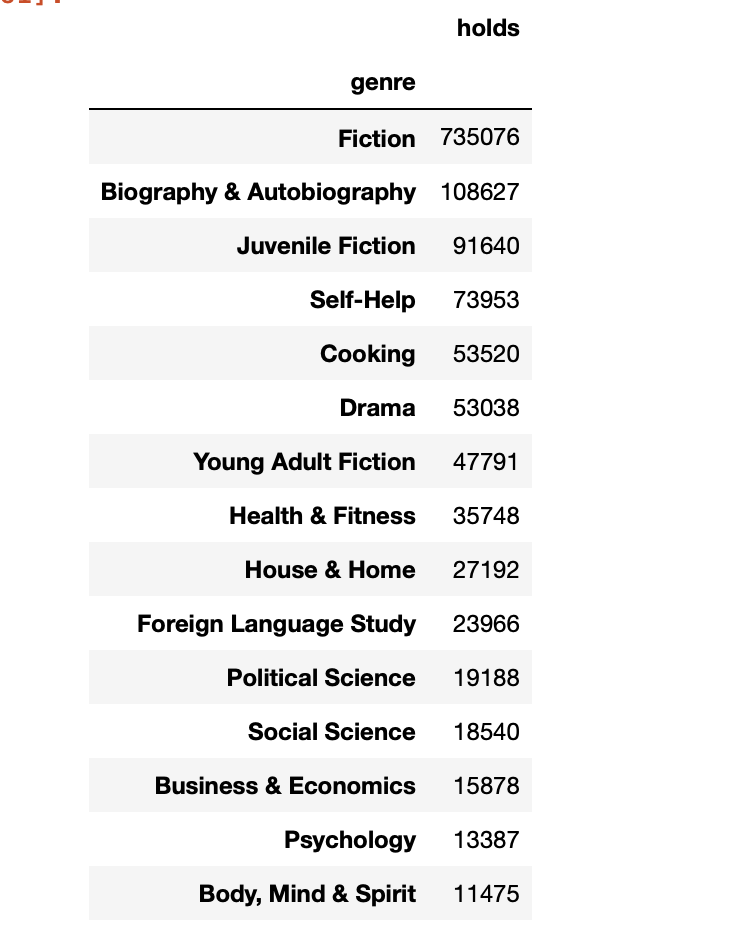 holds
genre
Fiction 735076
Biography & Autobiography 108627
Juvenile Fiction 91640
Self-Help 73953
Cooking 53520
Drama 53038
Young Adult Fiction 47791
Health & Fitness 35748
House & Home 27192
Foreign Language Study 23966
Political Science 19188
Social Science 18540
Business & Economics 15878
Psychology 13387
Body, Mind & Spirit 11475